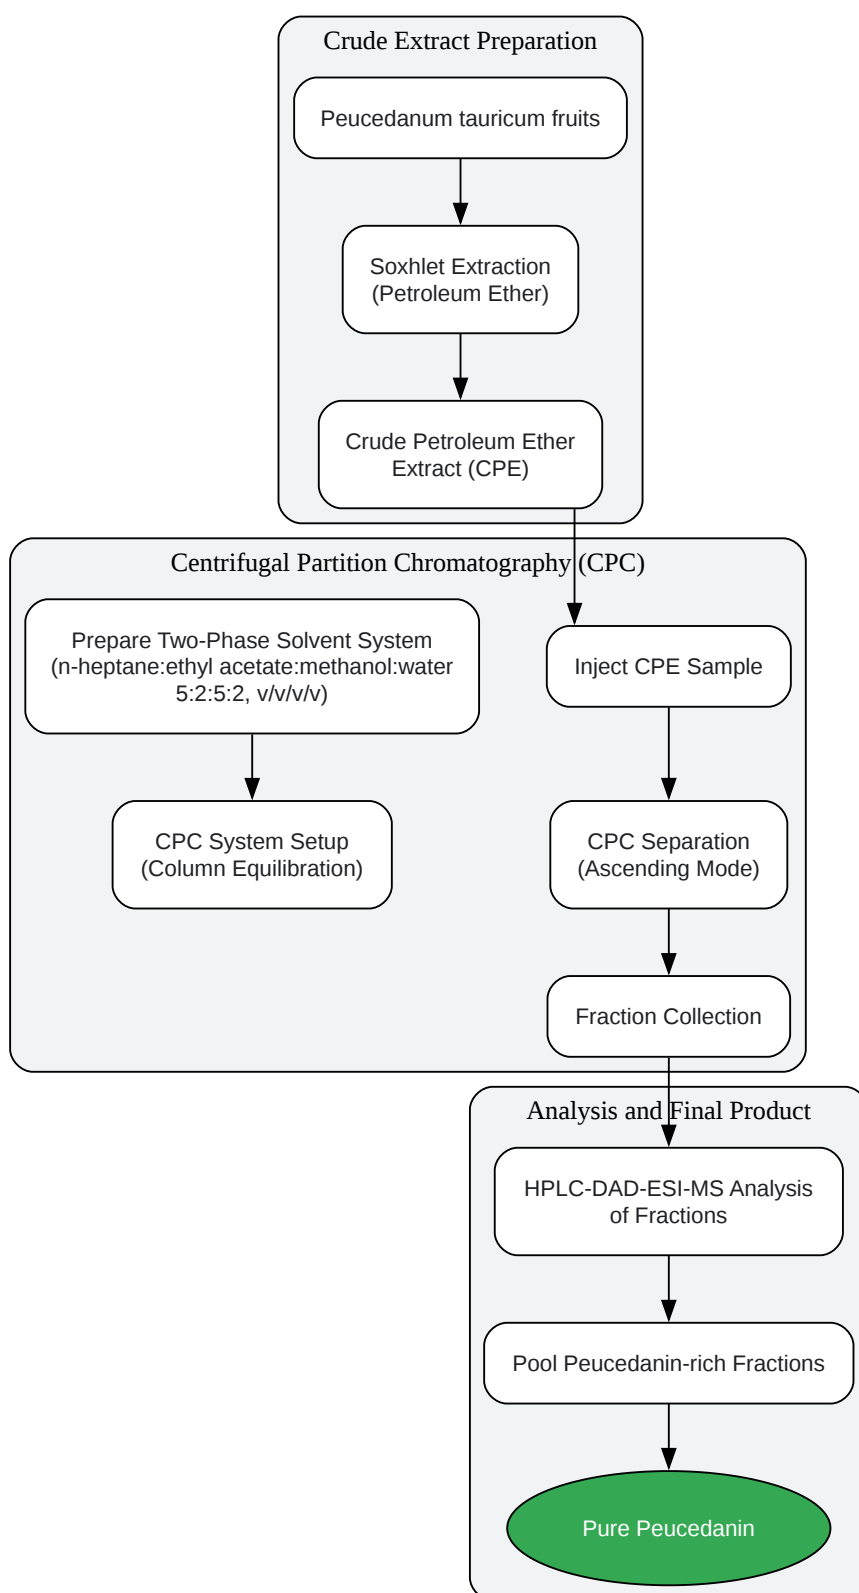 Crude Extract Preparation
Peucedanum tauricum fruits
Soxhlet Extraction
(Petroleum Ether)
Crude Petroleum Ether
Extract (CPE)
Centrifugal Partition Chromatography (CPC)
Prepare Two-Phase Solvent System
(n-heptane:ethyl acetate:methanol:water
5:2:5:2, v/v/v/v)
Inject CPE Sample
CPC System Setup
(Column Equilibration)
CPC Separation
(Ascending Mode)
Fraction Collection
Analysis and Final Product
HPLC-DAD-ESI-MS Analysis
of Fractions
Pool Peucedanin-rich Fractions
Pure Peucedanin